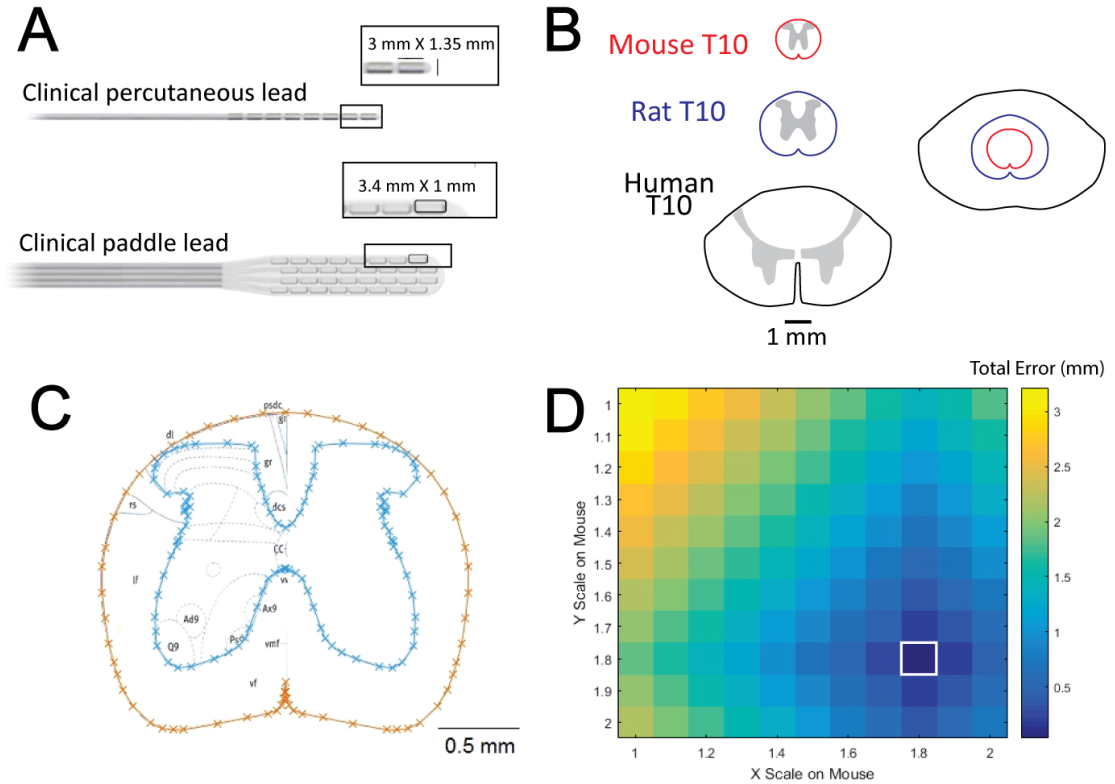 A
3 mm X 1.35 mm
Clinical percutaneous lead
3.4 mm X 1 mm
Clinical paddle lead
B
Mouse T10
Rat T10
Human
T10
1 mm
C
psdc
gr
dl
gr
rs
dcs
CC
lf
vs
Ax9
Ad9
Ps9
Q9
vmf
vf
0.5 mm
D
Total Error (mm)
Y Scale on Mouse
1
1.1
1.2
1.3
1.4
1.5
1.6
1.7
1.8
1.9
2
1
1.2
1.4
1.6
1.8
2
X Scale on Mouse
3
2.5
2
1.5
1
0.5